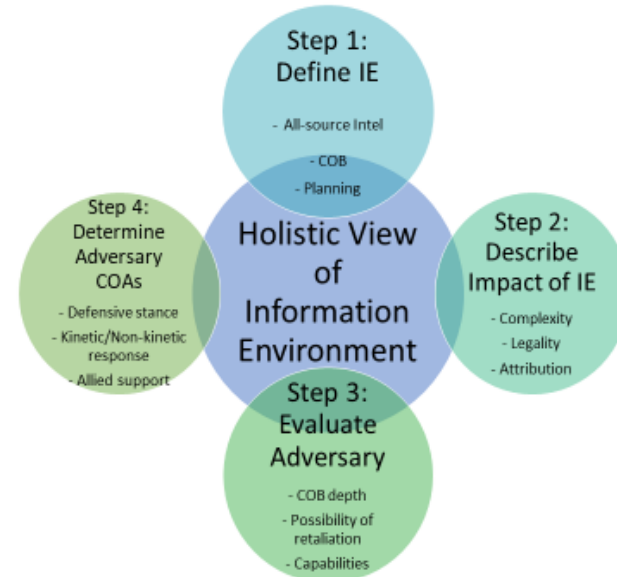 Step 1:
Define IE
- All-source Intel
- COB
- Planning
Holistic View
of
Information
Environment
Step 2:
Describe
Impact of IE
- Complexity
- Legality
- Attribution
Step 3:
Evaluate
Adversary
- COB depth
- Possibility of
retaliation
- Capabilities
Step 4:
Determine
Adversary
COAs
- Defensive stance
- Kinetic/Non-kinetic
response
- Allied support